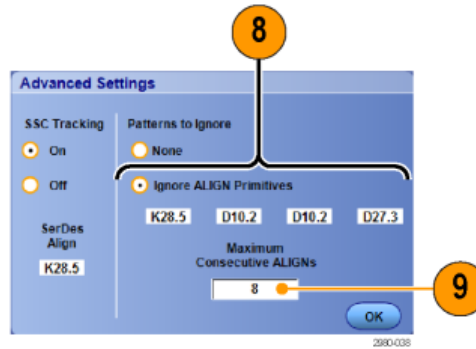 8
Advanced Settings
SSC Tracking
Patterns to Ignore
On
None
Off
Ignore ALIGN Primitives
K28.5 D10.2 D10.2 D27.3
SerDes
Align
K28.5
Maximum
Consecutive ALIGNs
8
9
OK
2980-038